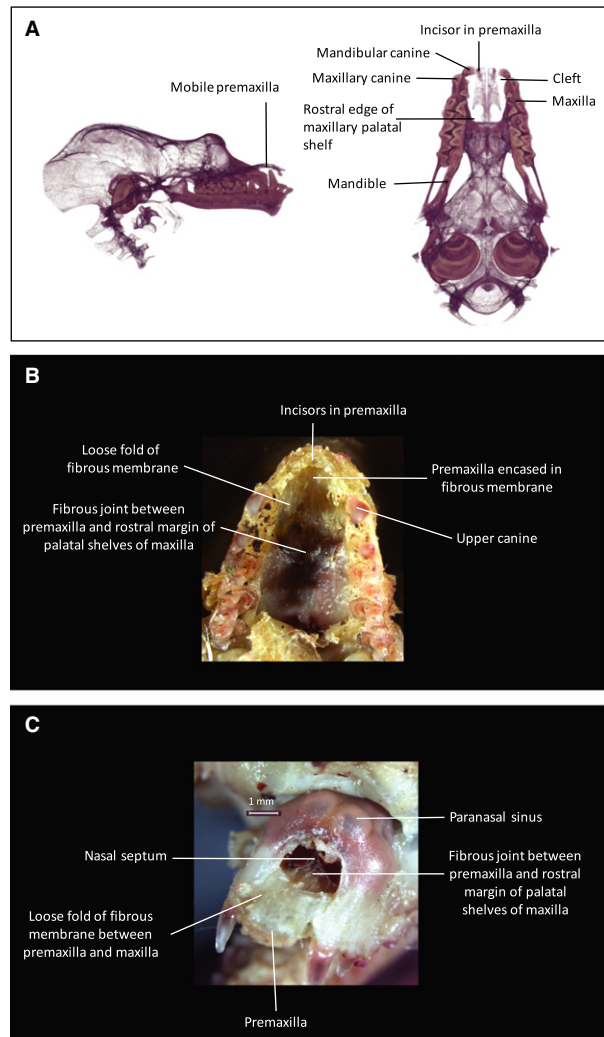 A
Incisor in premaxilla
Mandibular canine
Mobile premaxilla
Maxillary canine
Cleft
Maxilla
Rostral edge of
maxillary palatal
shelf
Mandible
B
Incisors in premaxilla
Loose fold of
fibrous membrane
Premaxilla encased in
fibrous membrane
Fibrous joint between
premaxilla and rostral margin of
palatal shelves of maxilla
Upper canine
C
1 mm
Paranasal sinus
Nasal septum
Fibrous joint between
premaxilla and rostral
margin of palatal
shelves of maxilla
Loose fold of fibrous
membrane between
premaxilla and maxilla
Premaxilla